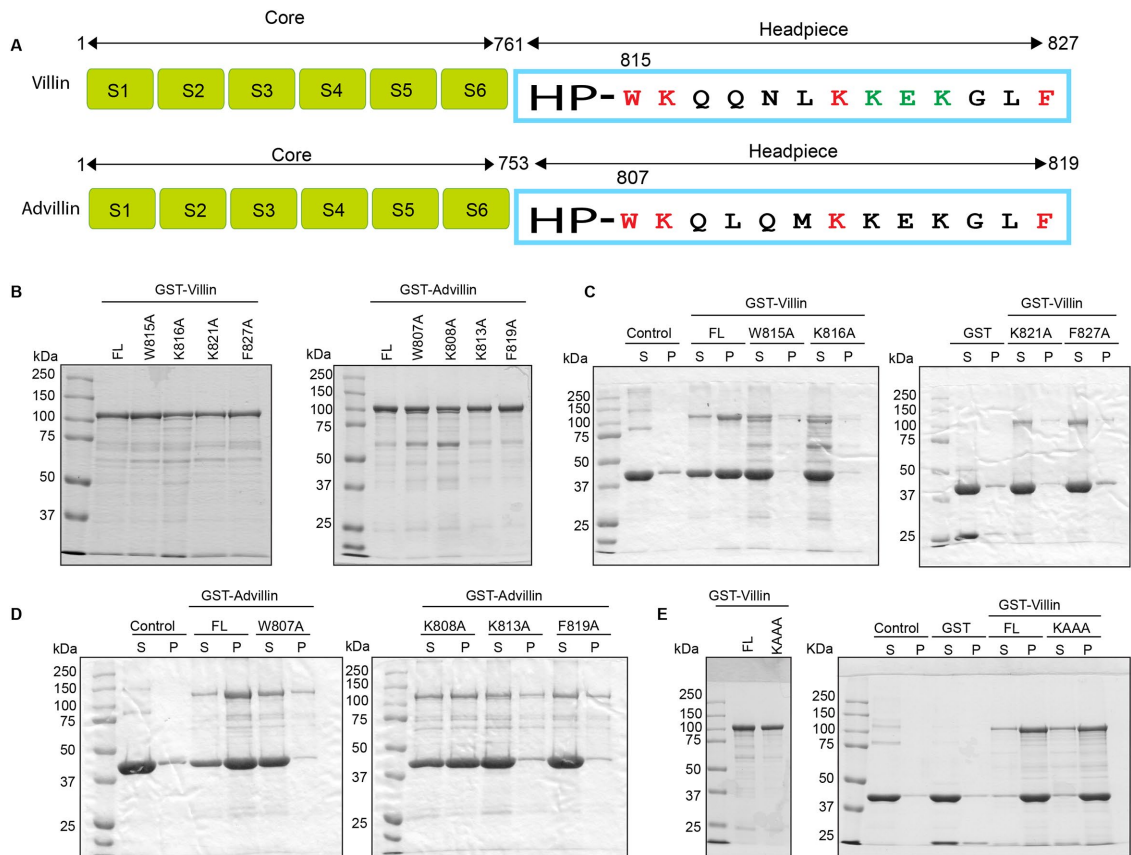 A
Core
1
761
Headpiece
827
815
Villin
S1 S2 S3 S4 S5 S6
HP- W K Q Q N L K K E K G L F
1
Core
753
Headpiece
819
807
Advillin
S1 S2 S3 S4 S5 S6
HP- W K Q L Q M K K E K G L F
B
GST-Villin
FL W815A K816A K821A F827A
kDa
250
150
100
75
50
37
GST-Advillin
FL W807A K808A K813A F819A
kDa
250
150
100
75
50
37
25
C
GST-Villin
Control FL W815A K816A
kDa S P S P S P S P
250
150
100
75
50
37
25
GST-Villin
GST K821A F827A
kDa S P S P S P
250
150
100
75
50
37
25
D
GST-Advillin
Control FL W807A
kDa S P S P S P
250
150
100
75
50
37
25
GST-Advillin
K808A K813A F819A
kDa S P S P S P
250
150
100
75
50
37
25
E
GST-Villin
FL KAAA
kDa
250
150
100
75
50
37
25
GST-Villin
Control GST FL KAAA
kDa S P S P S P S P
250
150
100
75
50
37
25